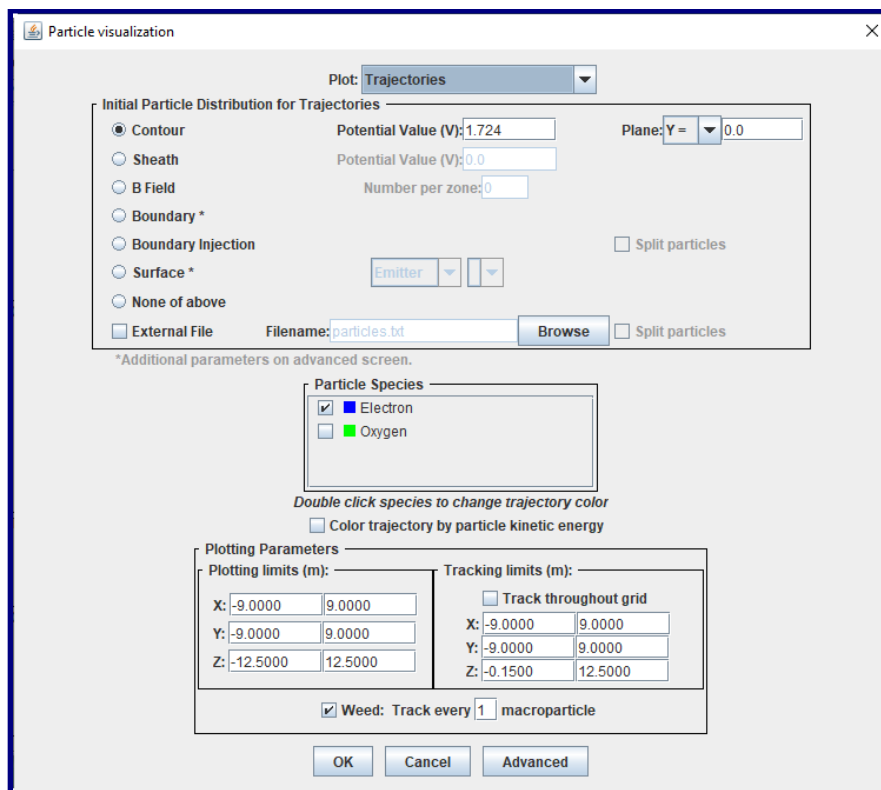 Particle visualization
Plot: Trajectories
Initial Particle Distribution for Trajectories
Contour Potential Value (V): 1.724 Plane: Y = 0.0
Sheath Potential Value (V): 0.0
B Field Number per zone: 0
Boundary *
Boundary Injection Split particles
Surface * Emitter
None of above
External File Filename: particles.txt Browse Split particles
*Additional parameters on advanced screen.
Particle Species
Electron
Oxygen
Double click species to change trajectory color
Color trajectory by particle kinetic energy
Plotting Parameters
Plotting limits (m):
X: -9.0000 9.0000
Y: -9.0000 9.0000
Z: -12.5000 12.5000
Tracking limits (m):
Track throughout grid
X: -9.0000 9.0000
Y: -9.0000 9.0000
Z: -0.1500 12.5000
Weed: Track every 1 macroparticle
OK Cancel Advanced